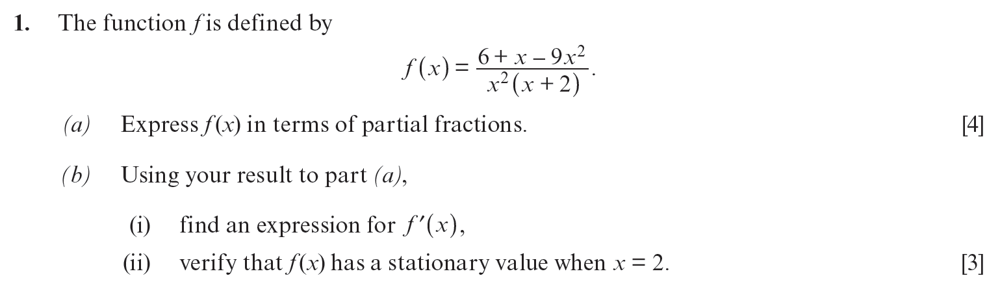 1. The function f is defined by
f(x) = \frac{6 + x – 9x^2}{x^2(x + 2)}.
(a) Express f(x) in terms of partial fractions. [4]
(b) Using your result to part (a),
(i) find an expression for f′(x),
(ii) verify that f(x) has a stationary value when x = 2. [3]